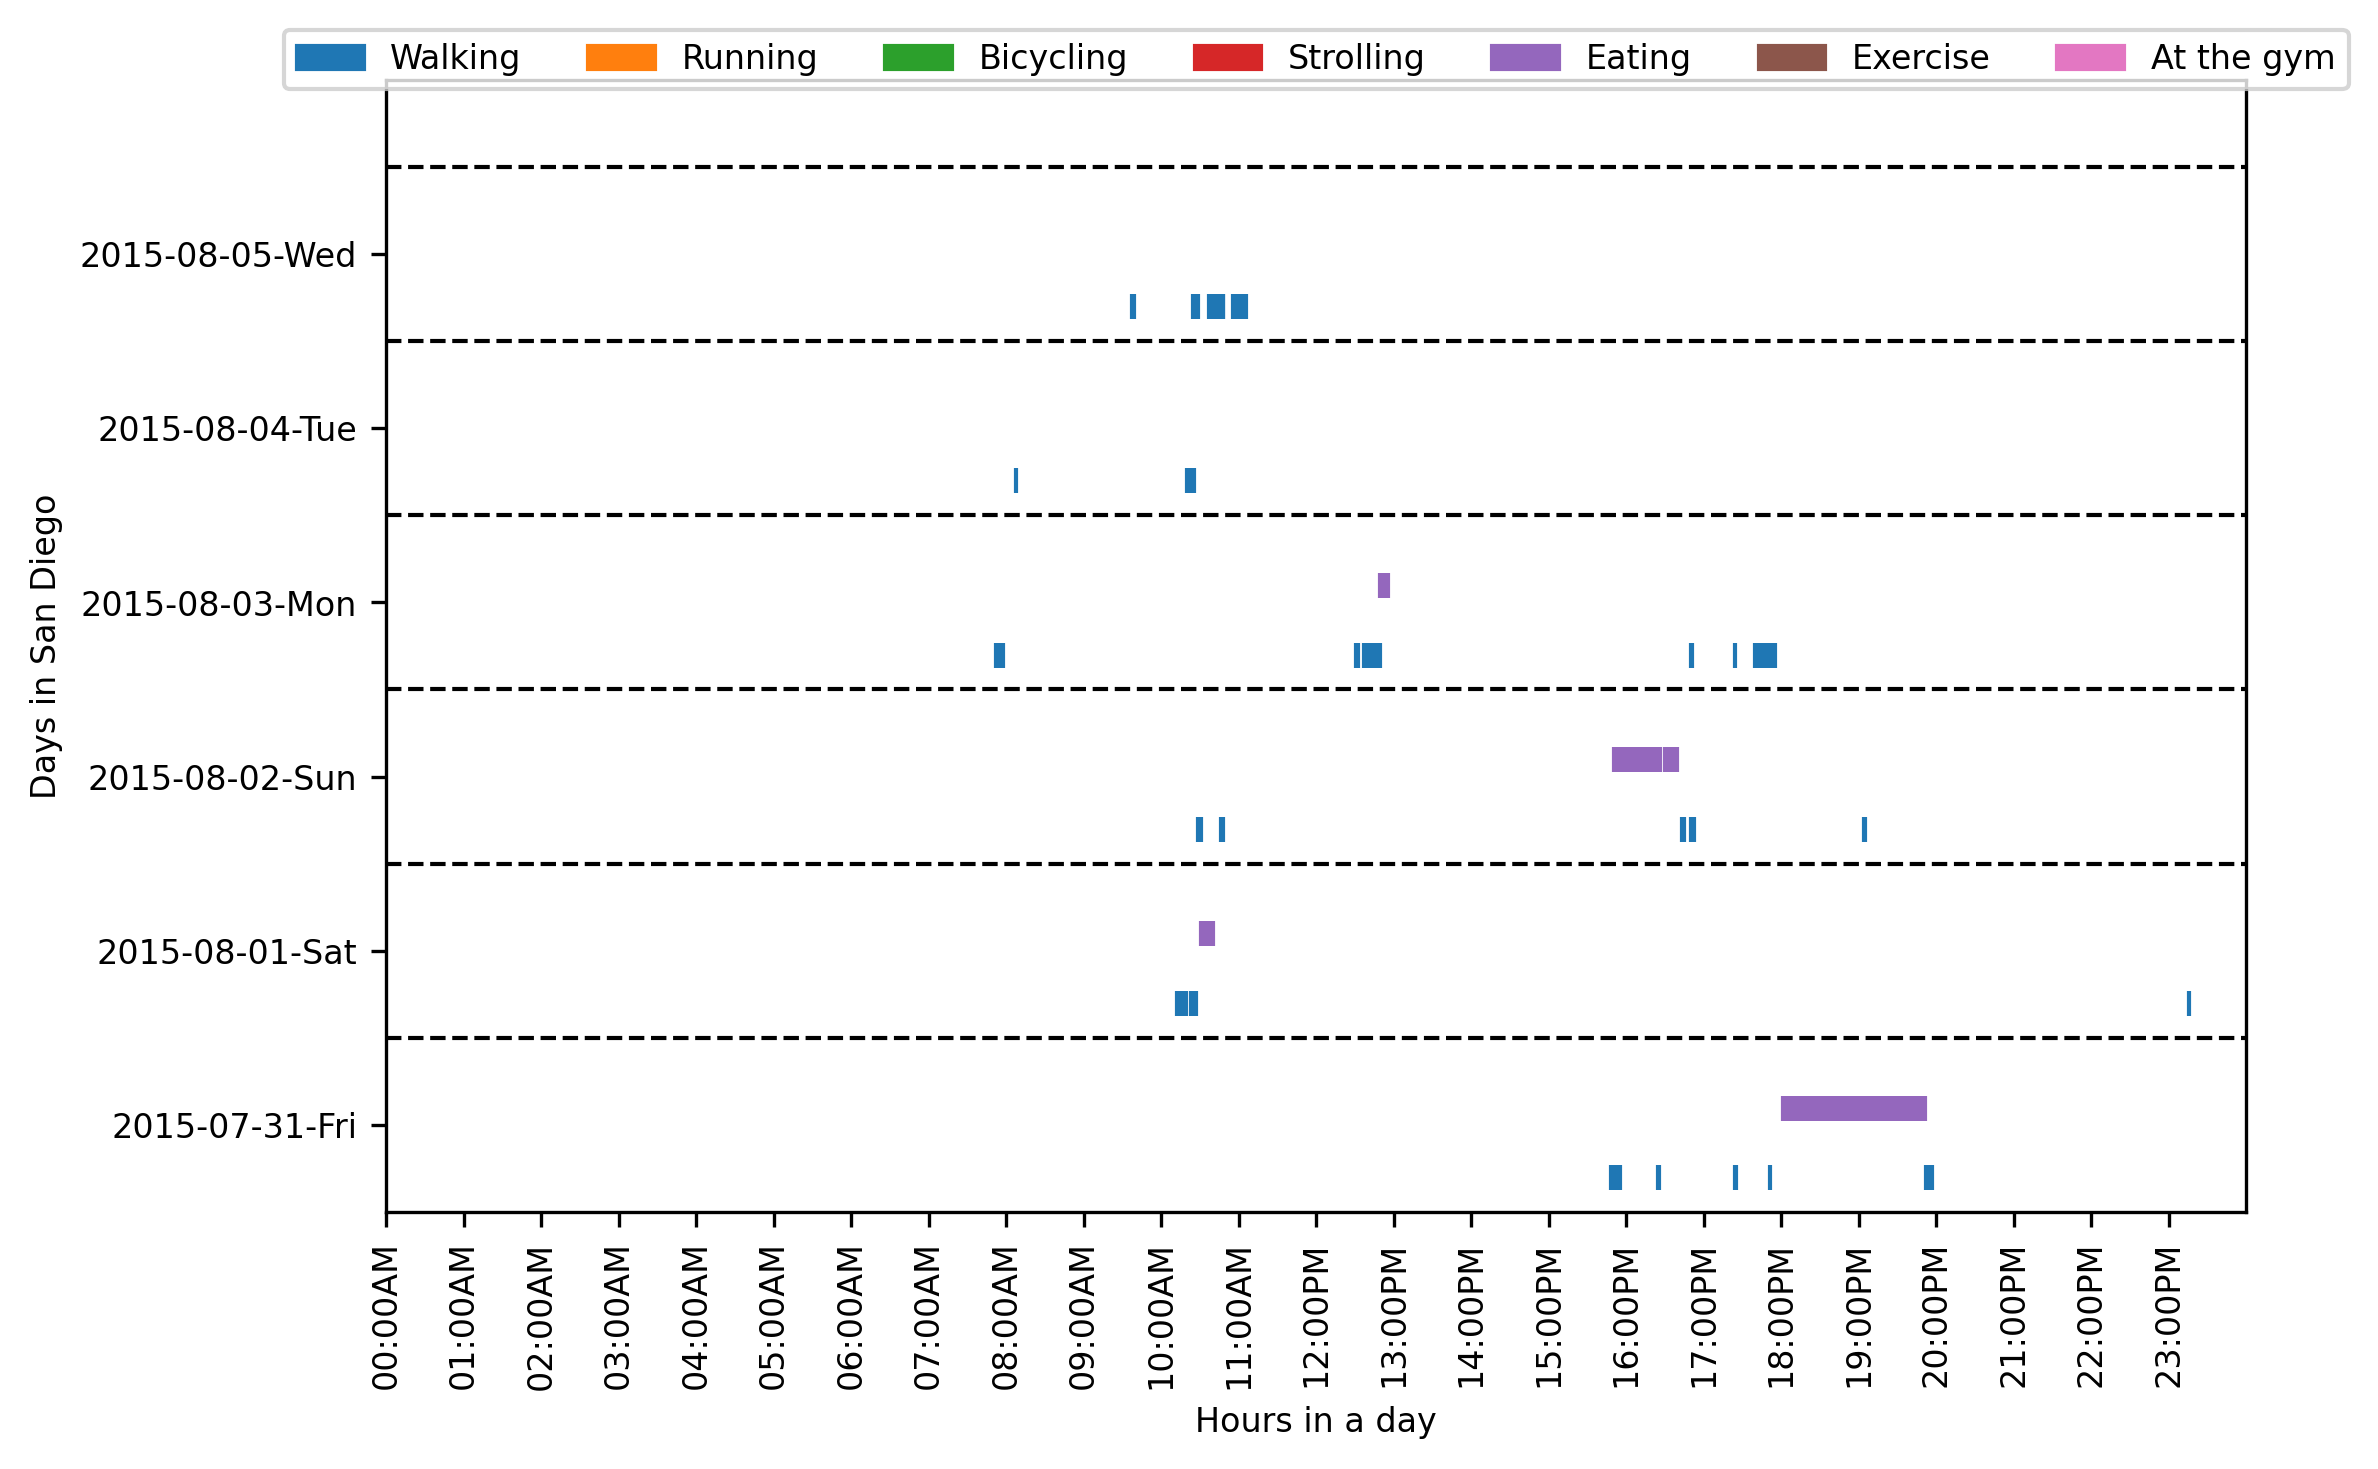 Walking Running Bicycling Strolling Eating Exercise At the gym
2015-08-05-Wed
2015-08-04-Tue
2015-08-03-Mon
2015-08-02-Sun
2015-08-01-Sat
2015-07-31-Fri
Days in San Diego
00:00AM
01:00AM
02:00AM
03:00AM
04:00AM
05:00AM
06:00AM
07:00AM
08:00AM
09:00AM
10:00AM
11:00AM
12:00PM
13:00PM
14:00PM
15:00PM
16:00PM
17:00PM
18:00PM
19:00PM
20:00PM
21:00PM
22:00PM
23:00PM
Hours in a day